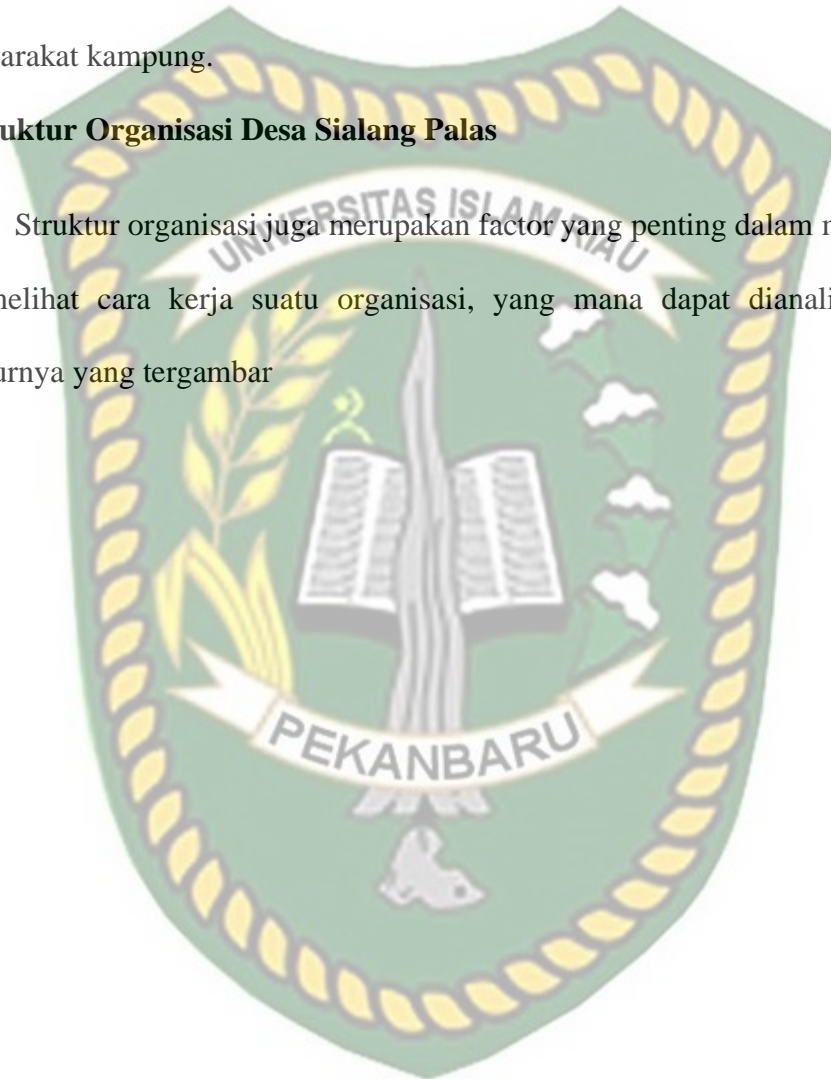 arakat kampung.
uktur Organisasi Desa Sialang Palas
Struktur organisasi juga merupakan factor yang penting dalam
elihat cara kerja suatu organisasi, yang mana dapat dianali
urnya yang tergambar
UNIVERSITAS ISLAM RIAU
PEKANBARU